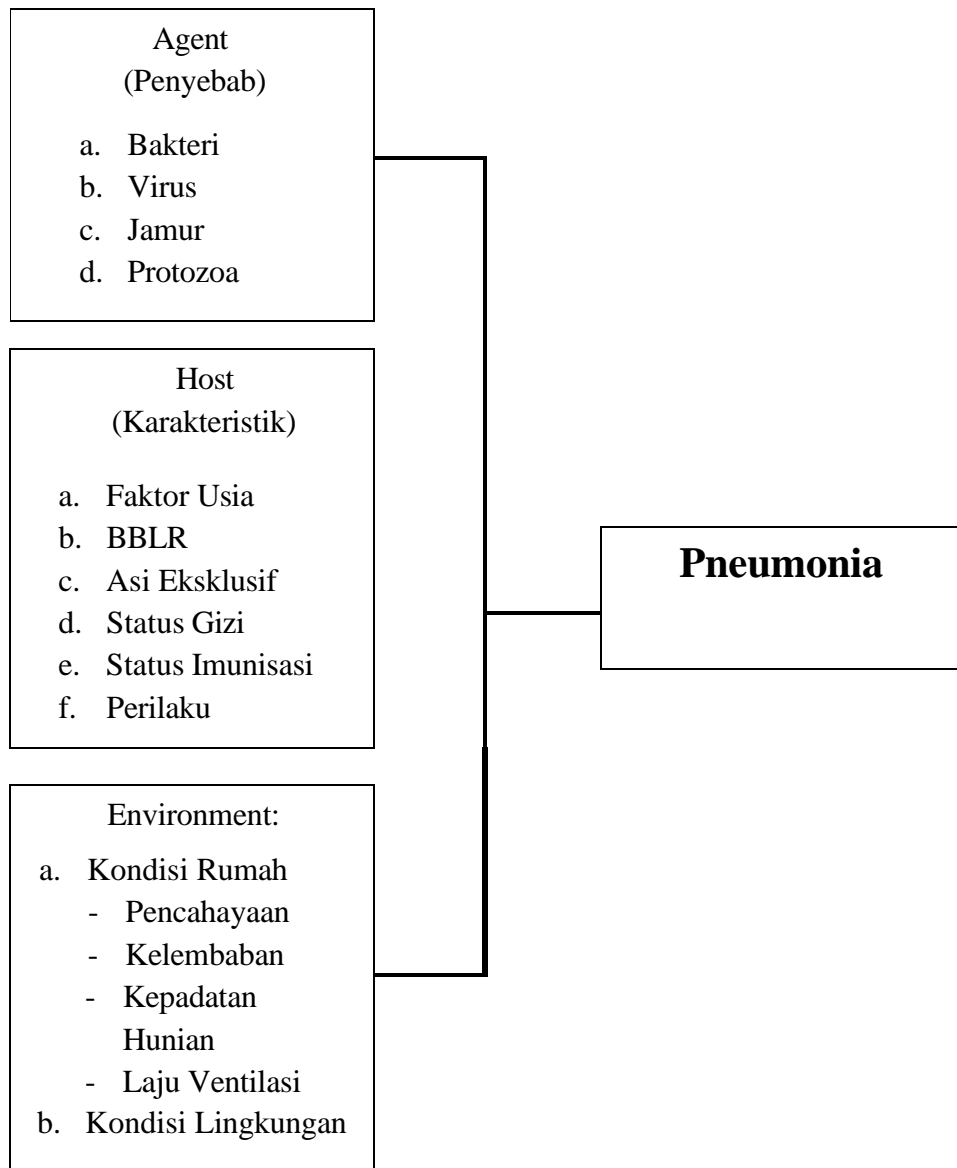 Agent
(Penyebab)
a. Bakteri
b. Virus
c. Jamur
d. Protozoa
Host
(Karakteristik)
a. Faktor Usia
b. BBLR
c. Asi Eksklusif
d. Status Gizi
e. Status Imunisasi
f. Perilaku
Pneumonia
Environment:
a. Kondisi Rumah
- Pencahayaan
- Kelembaban
- Kepadatan
Hunian
- Laju Ventilasi
b. Kondisi Lingkungan